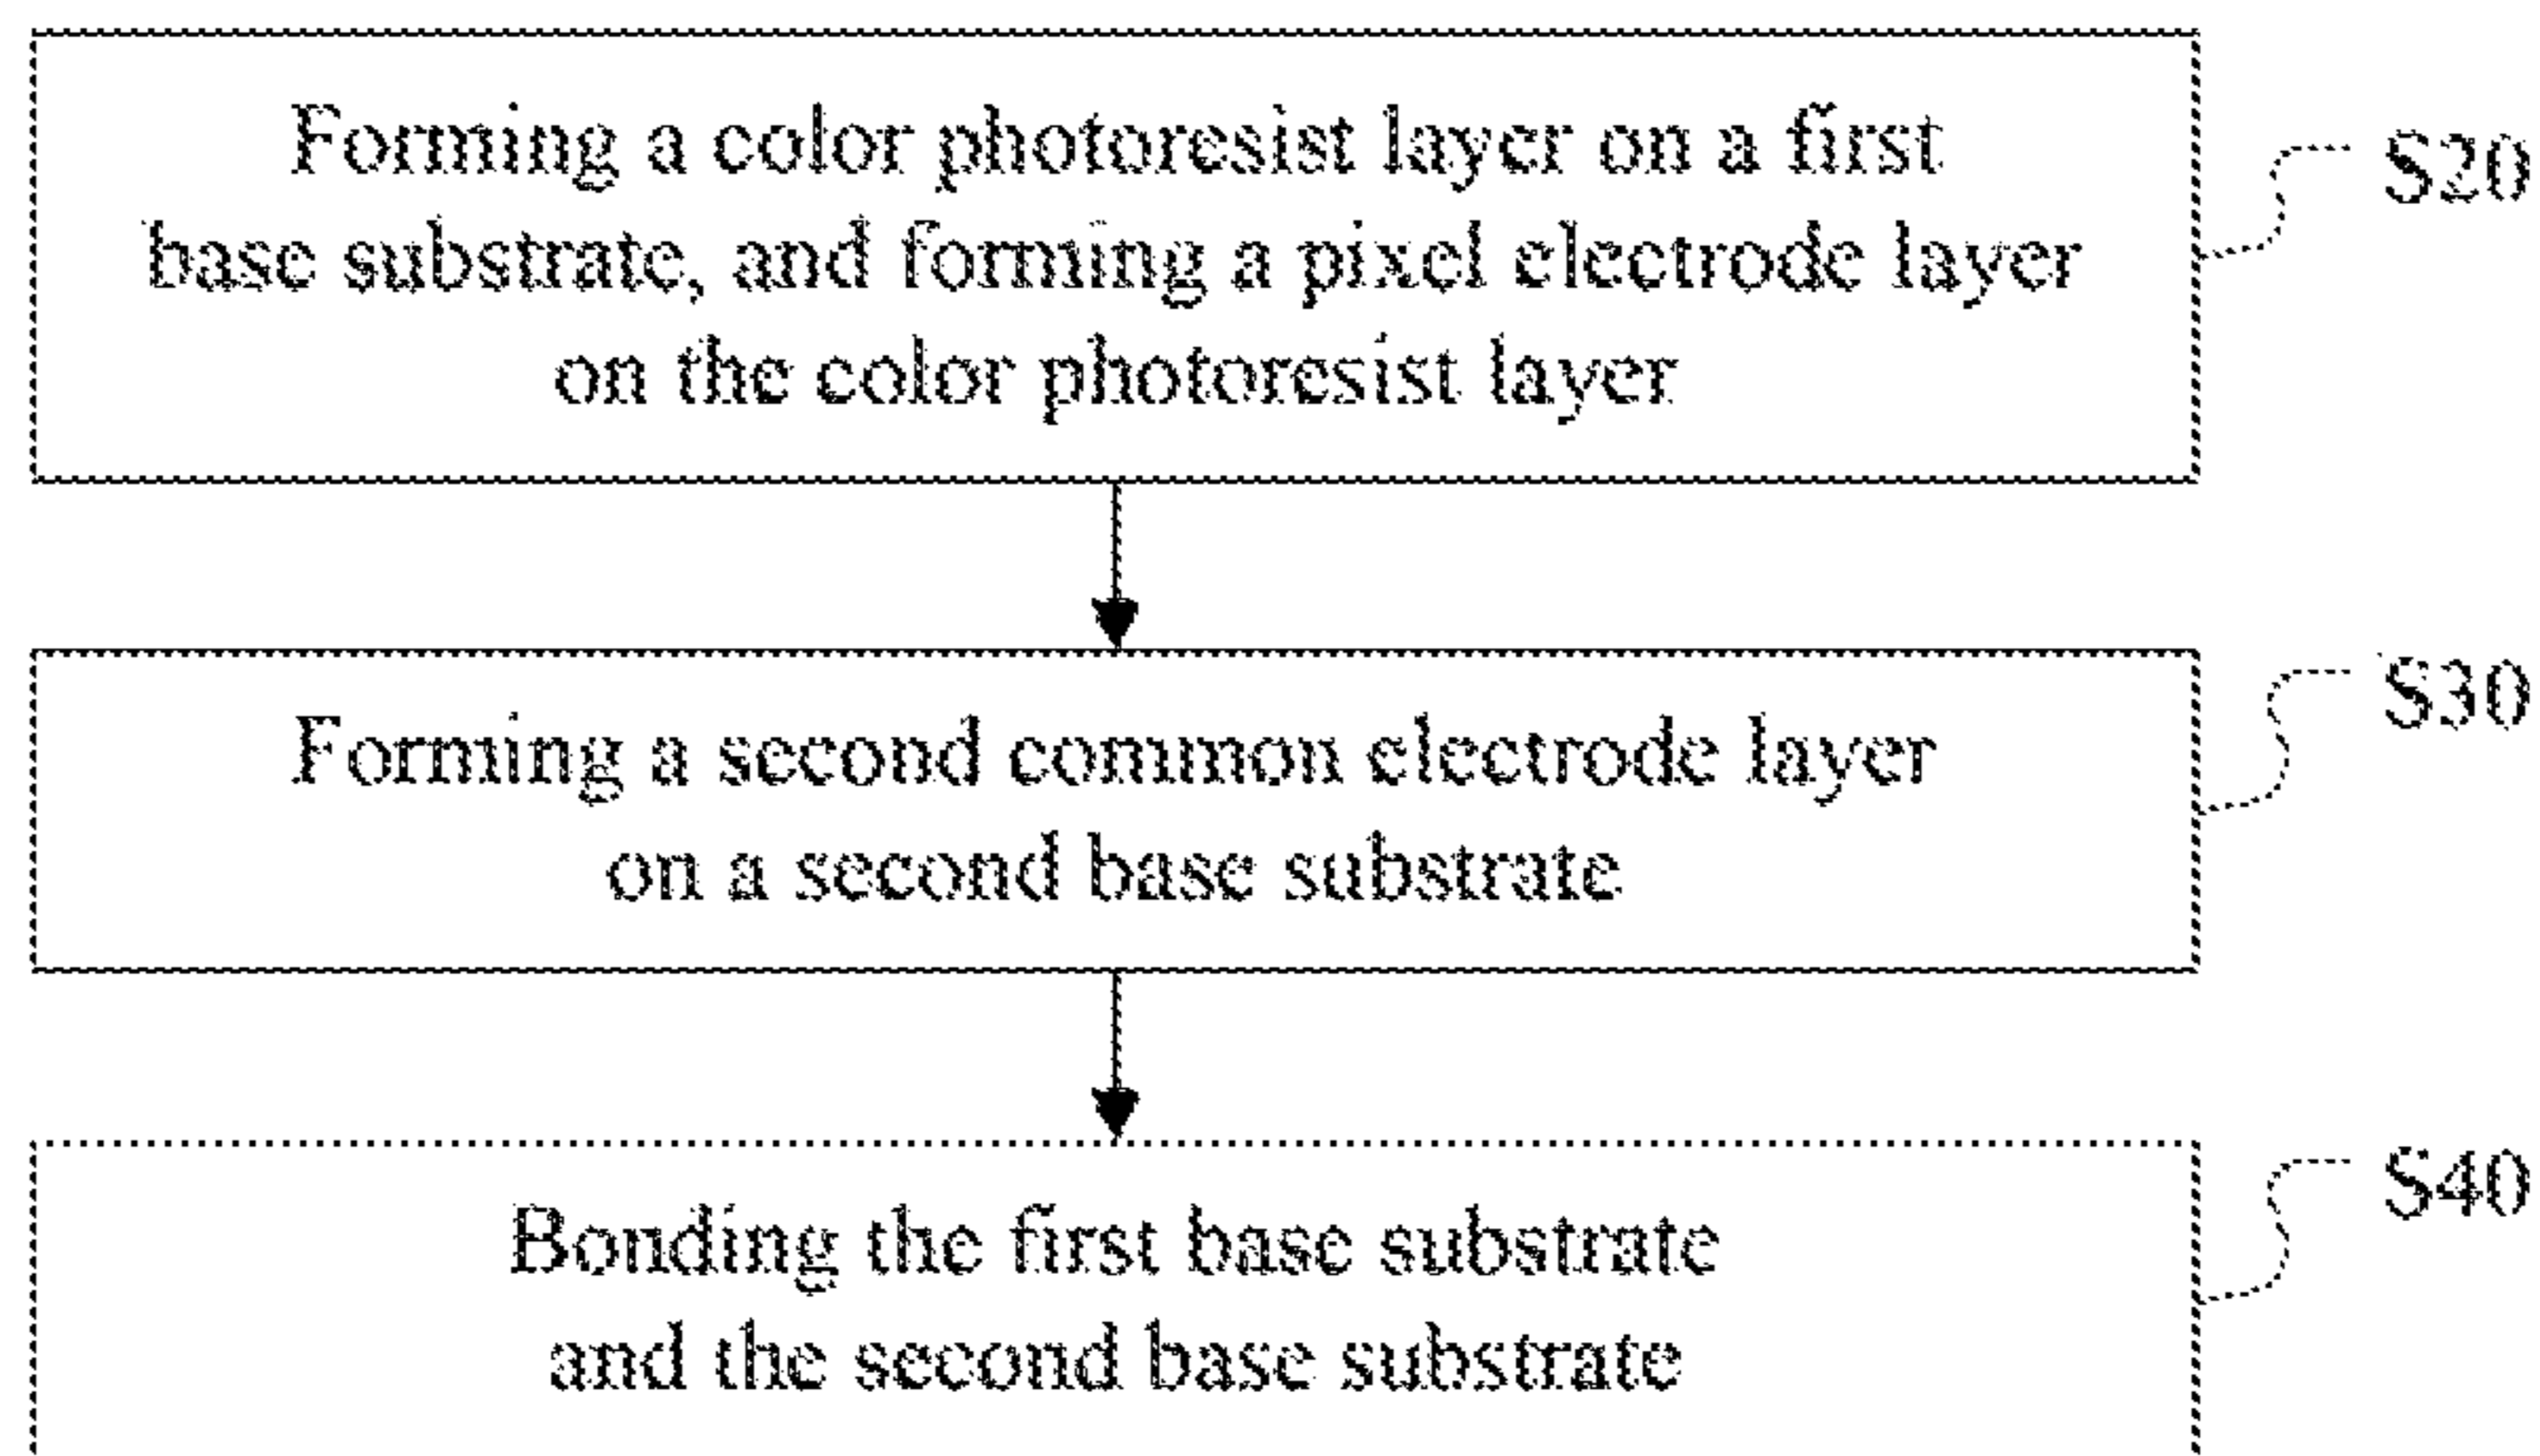 Forming a color photoresist layer on a first
base substrate, and forming a pixel electrode layer
on the color photoresist layer
S20
Forming a second common electrode layer
on a second base substrate
S30
Bonding the first base substrate
and the second base substrate
S40